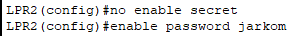 LPR2(config)#no enable secret
LPR2(config)#enable password jarkom